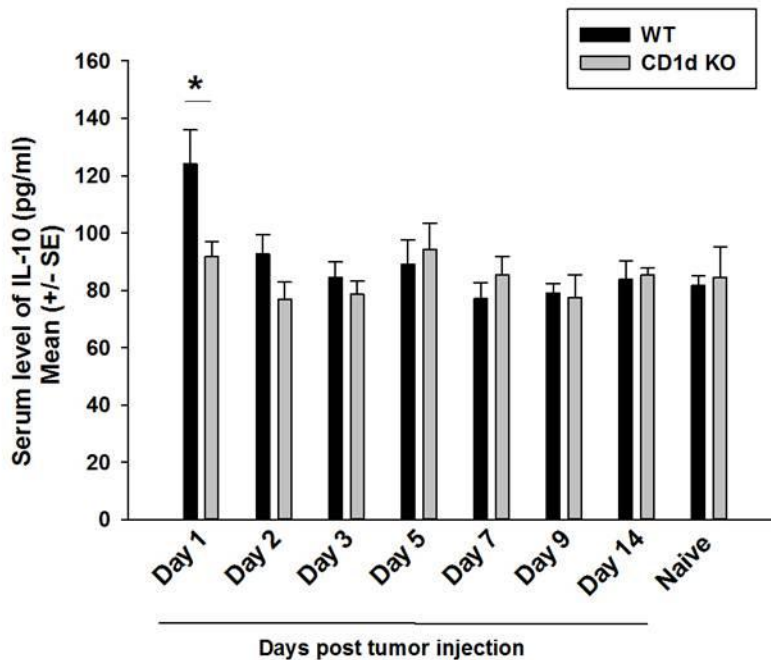 WT
CD1d KO
160
140
120
100
80
60
40
20
0
Serum level of IL-10 (pg/ml)
Mean (+/- SE)
*
Day 1
Day 2
Day 3
Day 5
Day 7
Day 9
Day 14
Naive
Days post tumor injection